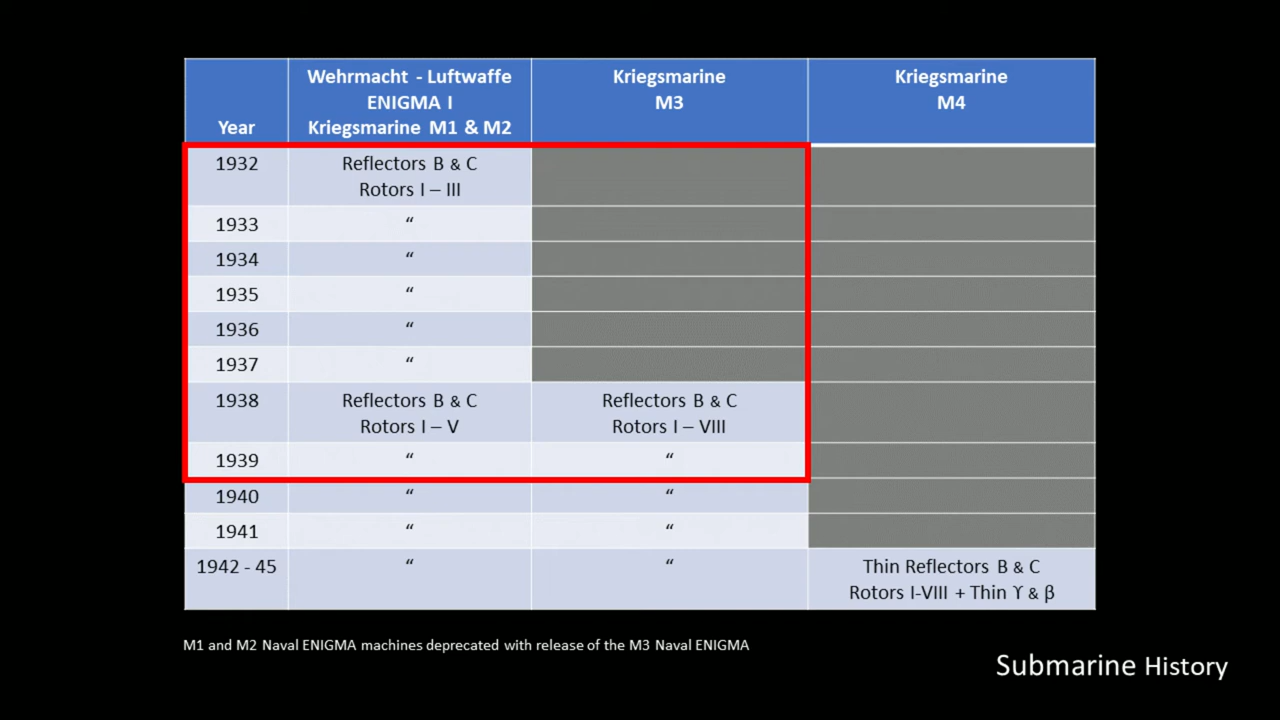 Year
Wehrmacht - Luftwaffe
ENIGMA I
Kriegsmarine M1 & M2
Kriegsmarine
M3
Kriegsmarine
M4
1932
Reflectors B & C
Rotors I – III
1933 “
1934 “
1935 “
1936 “
1937 “
1938
Reflectors B & C
Rotors I – V
Reflectors B & C
Rotors I – VIII
1939 “ “
1940 “ “
1941 “ “
1942 - 45 “ “
Thin Reflectors B & C
Rotors I-VIII + Thin ϒ & β
M1 and M2 Naval ENIGMA machines deprecated with release of the M3 Naval ENIGMA
Submarine History